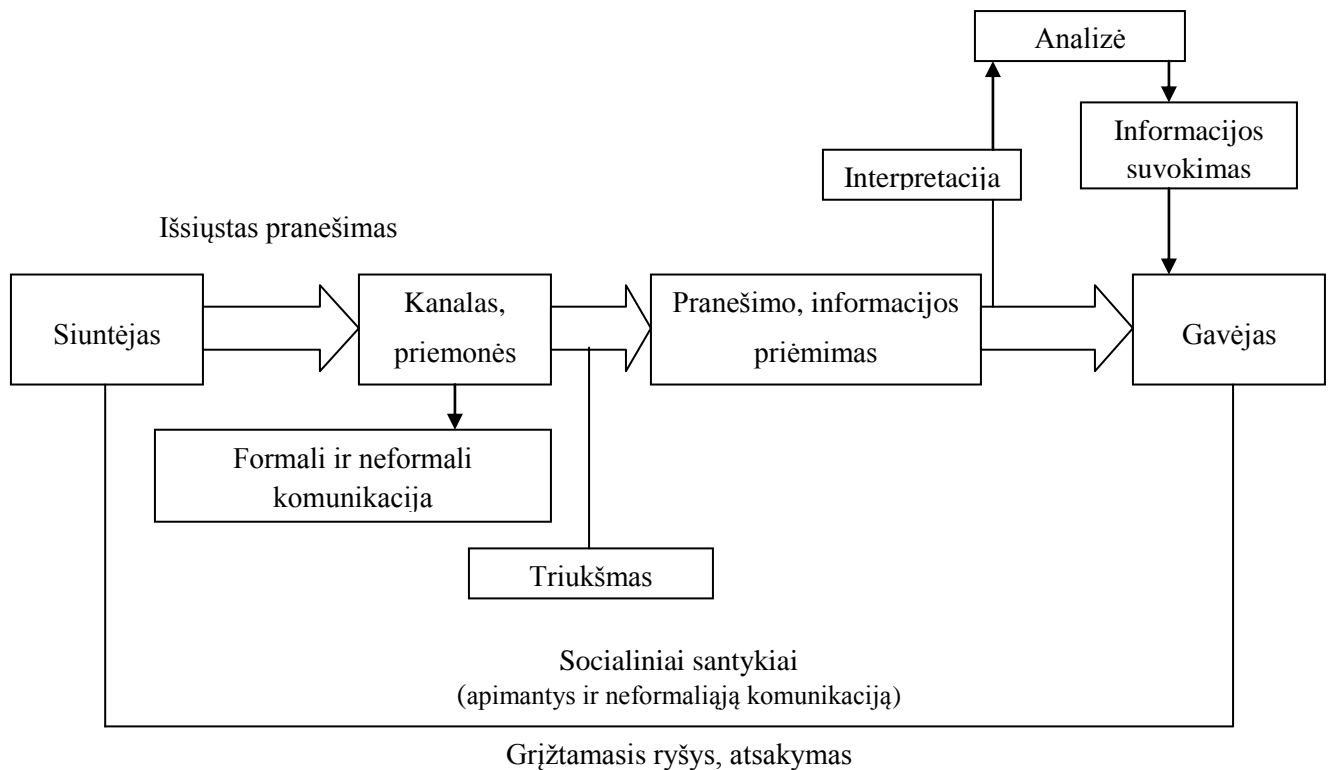 Analizė
Informacijos
suvokimas
Interpretacija
Išsiųstas pranešimas
Siuntėjas
Kanalas,
priemonės
Pranešimo, informacijos
priėmimas
Gavėjas
Formali ir neformali
komunikacija
Triukšmas
Socialiniai santykiai
(apimantys ir neformaliąją komunikaciją)
Grįžtamasis ryšys, atsakymas